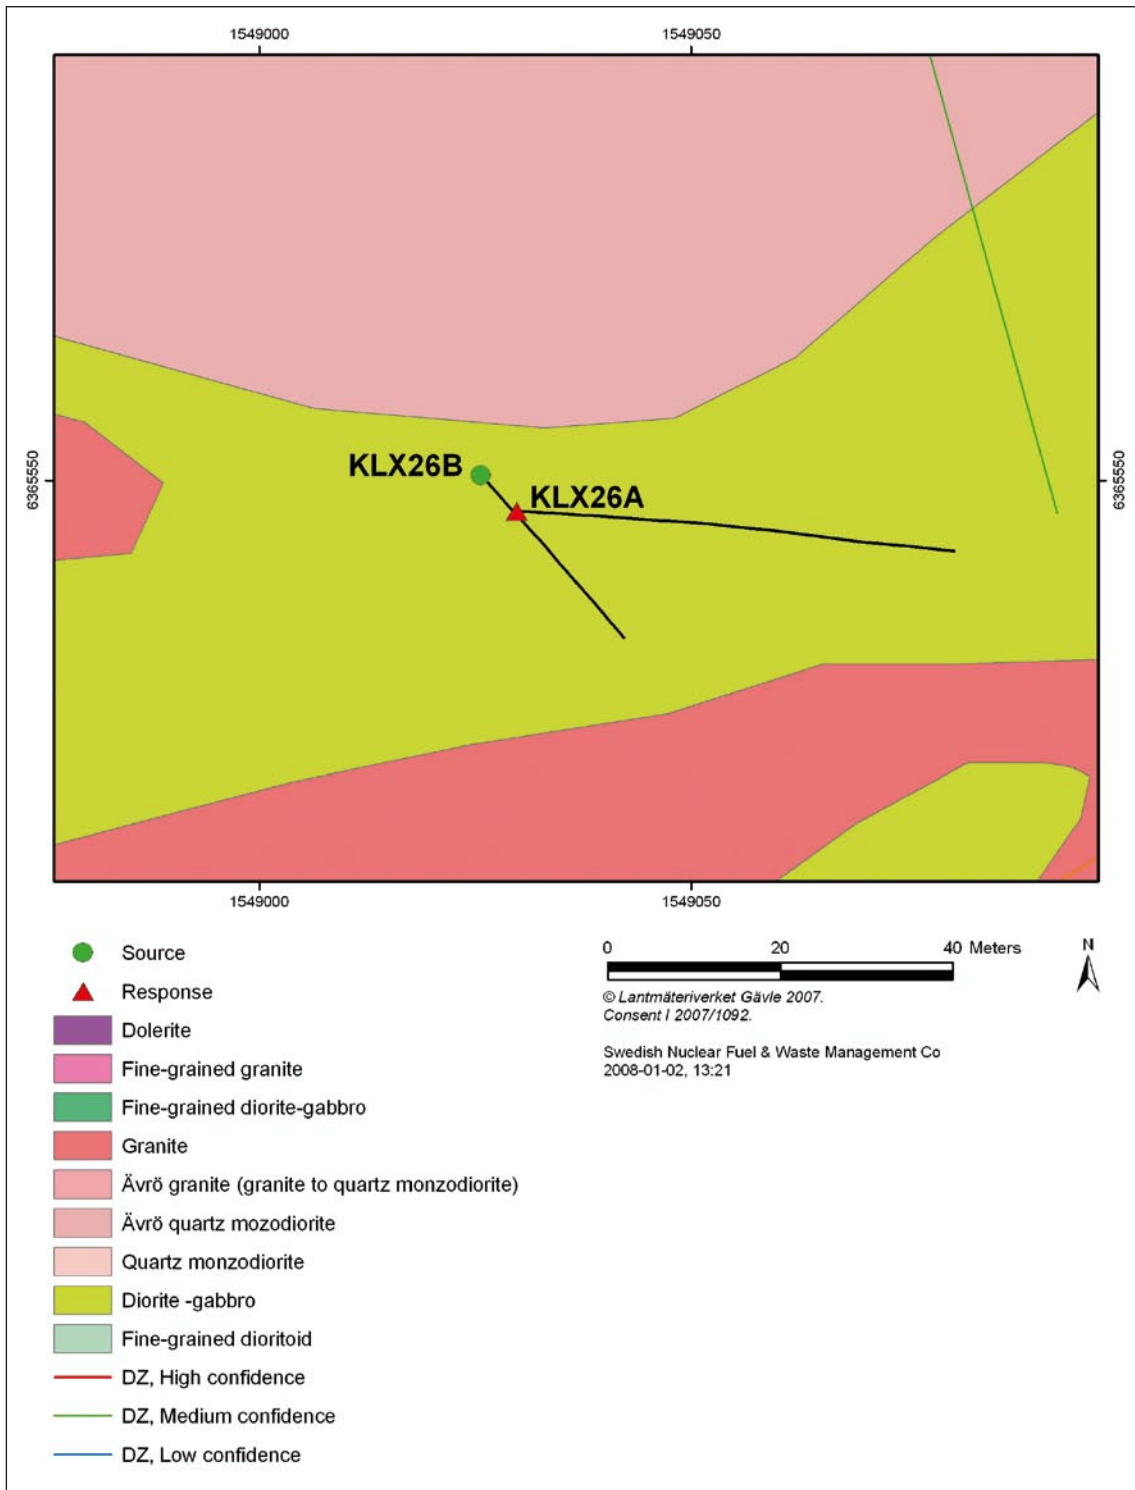 1549000 1549050
KLX26B
KLX26A
6365550 6365550
1549000 1549050
Source
Response
Dolerite
Fine-grained granite
Fine-grained diorite-gabbro
Granite
Ävrö granite (granite to quartz monzodiorite)
Ävrö quartz mozodiorite
Quartz monzodiorite
Diorite -gabbro
Fine-grained dioritoid
DZ, High confidence
DZ, Medium confidence
DZ, Low confidence
0 20 40 Meters
N
© Lantmäteriverket Gävle 2007.
Consent I 2007/1092.
Swedish Nuclear Fuel & Waste Management Co
2008-01-02, 13:21